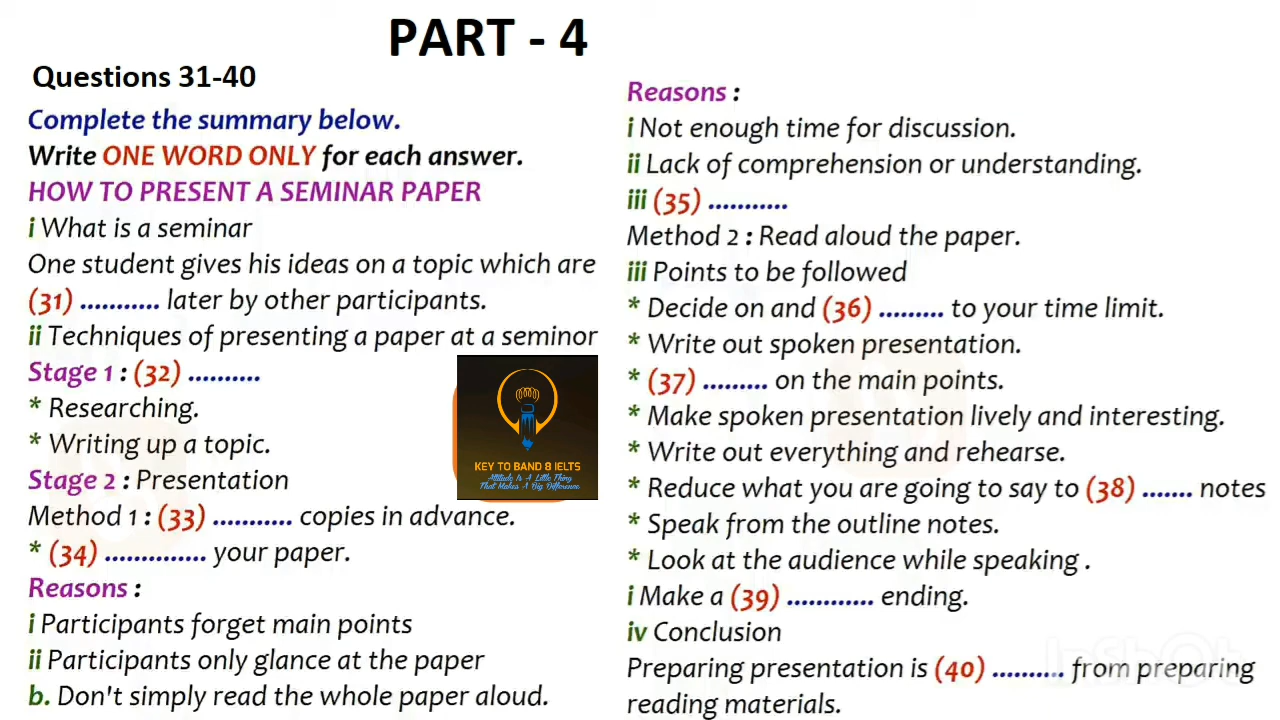 PART - 4
Questions 31-40
Complete the summary below.
Write ONE WORD ONLY for each answer.
HOW TO PRESENT A SEMINAR PAPER
i What is a seminar
One student gives his ideas on a topic which are
(31) ........... later by other participants.
ii Techniques of presenting a paper at a seminor
Stage 1 : (32) ..........
* Researching.
* Writing up a topic.
Stage 2 : Presentation
Method 1 : (33) ........... copies in advance.
* (34) .............. your paper.
Reasons :
i Participants forget main points
ii Participants only glance at the paper
b. Don't simply read the whole paper aloud.
KEY TO BAND 8 IELTS
Attitude Is A Little Thing
That Makes A Big Difference
Reasons :
i Not enough time for discussion.
ii Lack of comprehension or understanding.
iii (35) ...........
Method 2 : Read aloud the paper.
iii Points to be followed
* Decide on and (36) ......... to your time limit.
* Write out spoken presentation.
* (37) ......... on the main points.
* Make spoken presentation lively and interesting.
* Write out everything and rehearse.
* Reduce what you are going to say to (38) ....... notes
* Speak from the outline notes.
* Look at the audience while speaking .
i Make a (39) ............ ending.
iv Conclusion
Preparing presentation is (40) .......... from preparing
reading materials.
InShOt